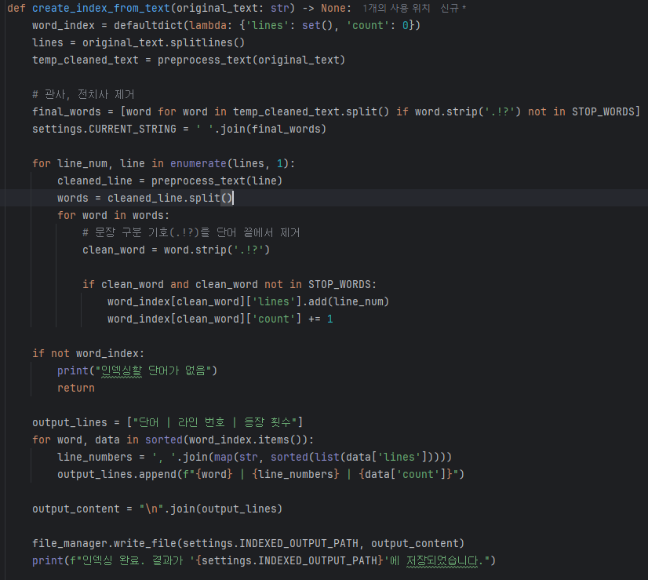 def create_index_from_text(original_text: str) -> None: 1개의 사용 위치 신규 *
    word_index = defaultdict(lambda: {'lines': set(), 'count': 0})
    lines = original_text.splitlines()
    temp_cleaned_text = preprocess_text(original_text)

    # 관사, 전치사 제거
    final_words = [word for word in temp_cleaned_text.split() if word.strip('.!?') not in STOP_WORDS]
    settings.CURRENT_STRING = ' '.join(final_words)

    for line_num, line in enumerate(lines, 1):
        cleaned_line = preprocess_text(line)
        words = cleaned_line.split()
        for word in words:
            # 문장 구분 기호(.!?)를 단어 끝에서 제거
            clean_word = word.strip('.!?')

            if clean_word and clean_word not in STOP_WORDS:
                word_index[clean_word]['lines'].add(line_num)
                word_index[clean_word]['count'] += 1

    if not word_index:
        print("인덱싱할 단어가 없음")
        return

    output_lines = ["단어 | 라인 번호 | 등장 횟수"]
    for word, data in sorted(word_index.items()):
        line_numbers = ', '.join(map(str, sorted(list(data['lines']))))
        output_lines.append(f"{word} | {line_numbers} | {data['count']}")

    output_content = "\n".join(output_lines)

    file_manager.write_file(settings.INDEXED_OUTPUT_PATH, output_content)
    print(f"인덱싱 완료. 결과가 '{settings.INDEXED_OUTPUT_PATH}'에 저장되었습니다.")